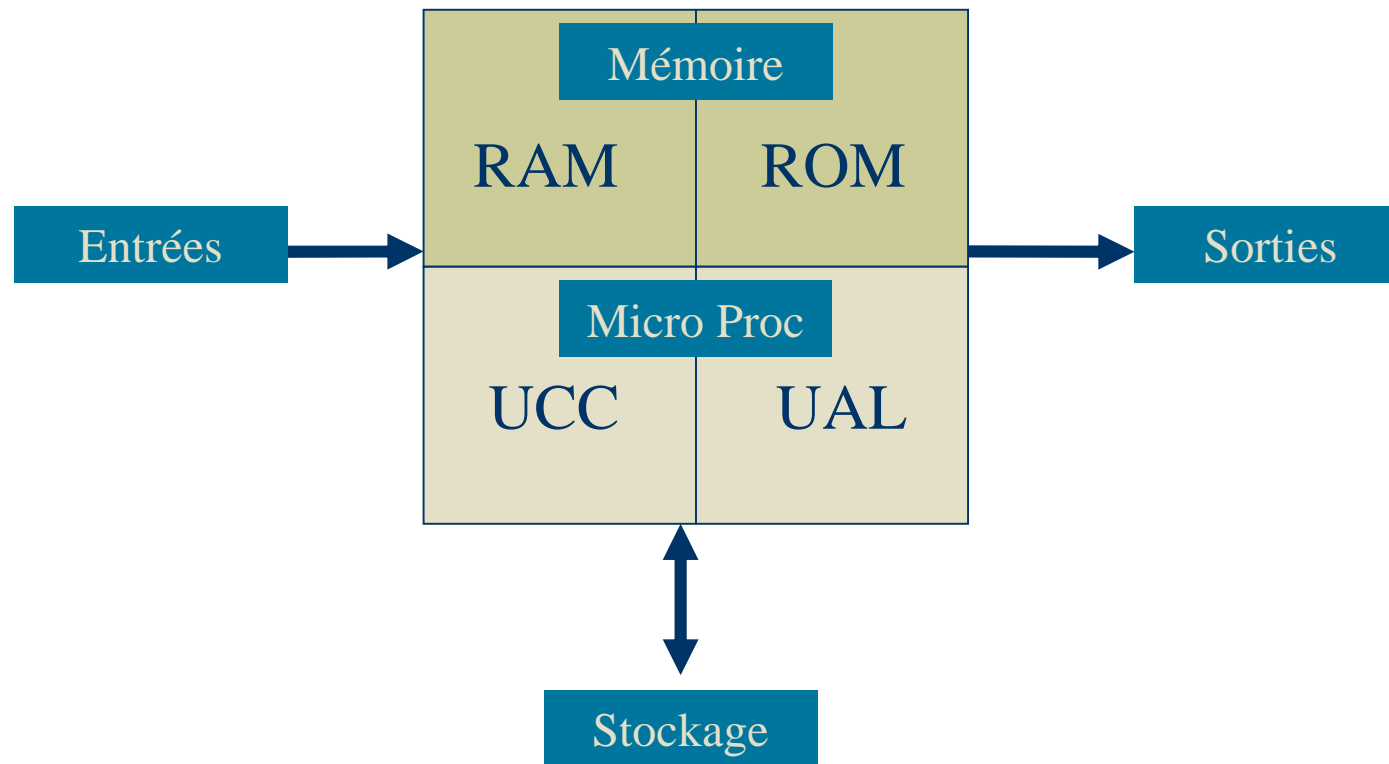 Mémoire
RAM
ROM
Entrées
Sorties
Micro Proc
UCC
UAL
Stockage